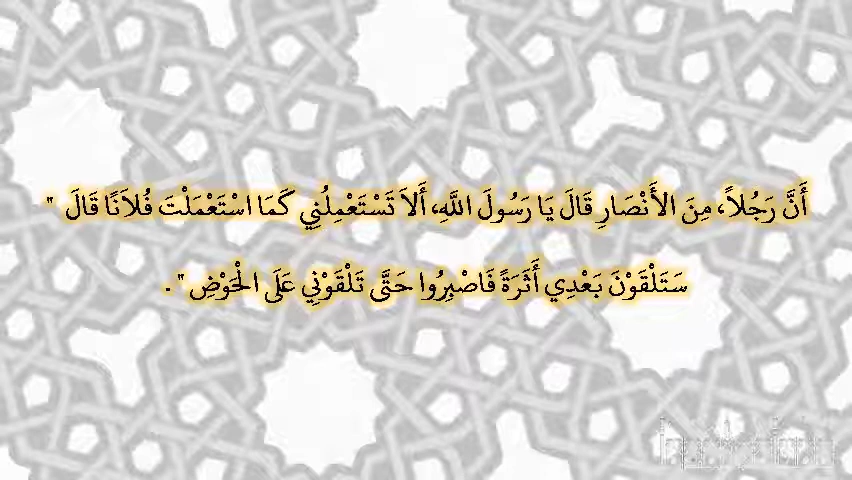 أَنَّ رَجُلاً، مِنَ الأَنْصَارِ قَالَ يَا رَسُولَ اللَّهِ، أَلاَ تَسْتَعْمِلُنِي كَمَا اسْتَعْمَلْتَ فُلاَنًا قَالَ ‏"‏
سَتَلْقَوْنَ بَعْدِي أَثَرَةً فَاصْبِرُوا حَتَّى تَلْقَوْنِي عَلَى الْحَوْضِ ‏"‏ ‏.‏